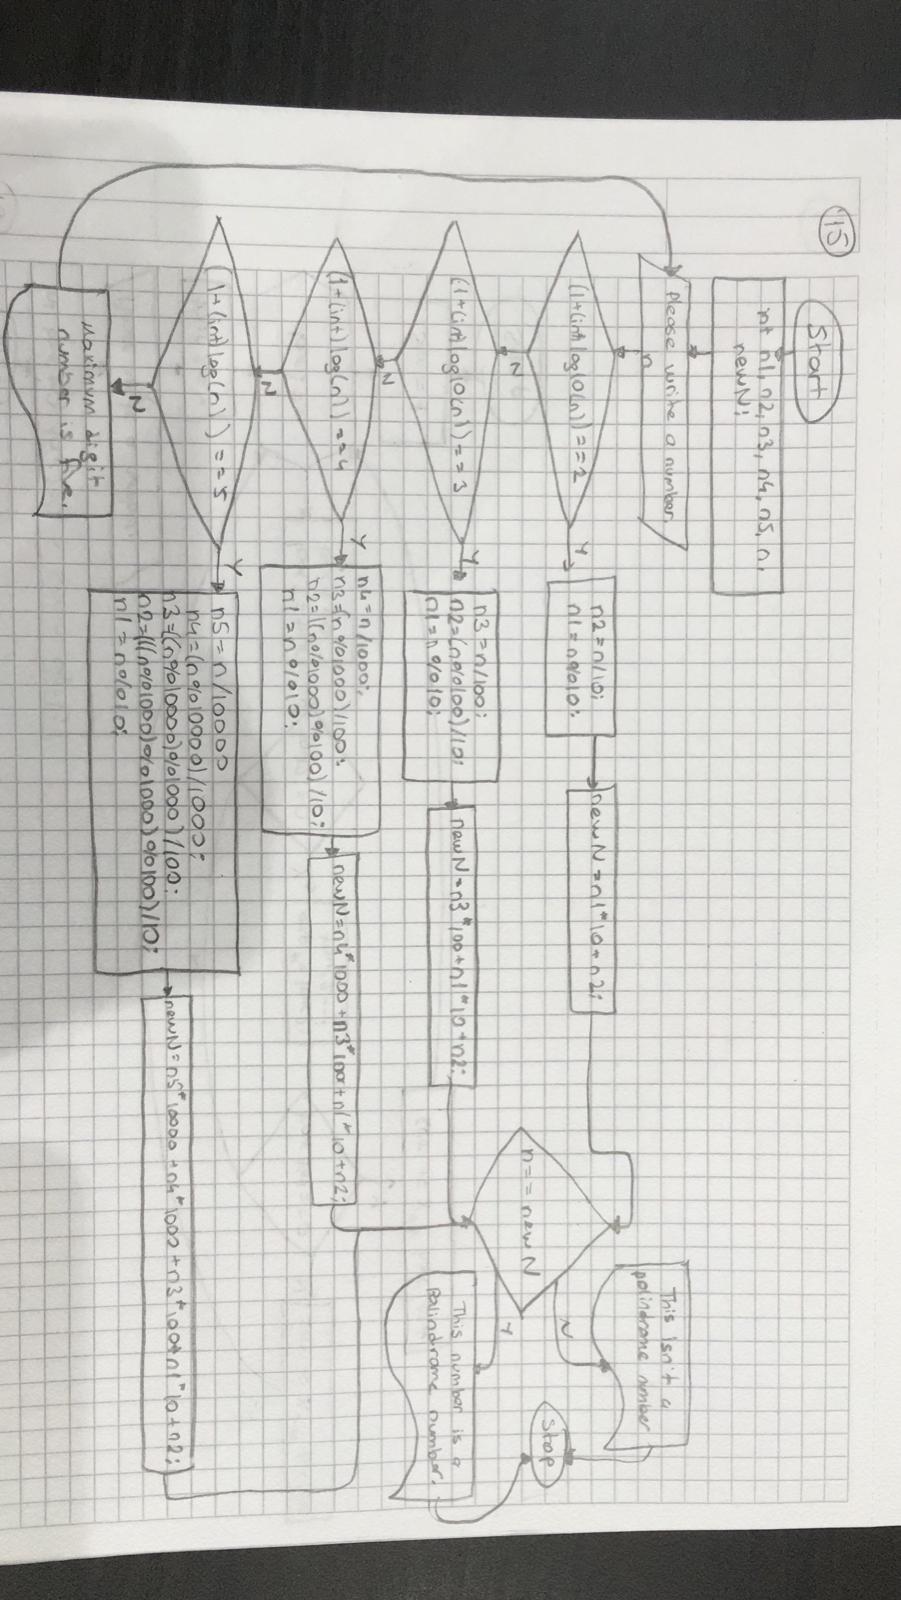 15
Start
int n1, n2, n3, n4, n5, n,
newN;
Please write a number.
n
(1+(int)log10(n))==2
Y
n2=n/10;
n1=n%10;
newN=n1*10+n2;
N
(1+(int)log10(n))==3
Y
n3=n/100;
n2=(n%100)/10;
n1=n%10;
newN=n3*100+n1*10+n2;
N
(1+(int)log(n))==4
Y
n4=n/1000;
n3=(n%1000)/100;
n2=((n%1000)%100)/10;
n1=n%10;
newN=n4*1000+n3*100+n1*10+n2;
N
(1+(int)log(n))==5
Y
n5=n/10000
n4=(n%10000)/1000;
n3=((n%1000)%1000)/100;
n2=(((n%1000)%1000)%100)/10;
n1=n%10;
newN=n5*10000+n4*1000+n3*100+n1*10+n2;
N
Maximum digit
number is five.
n==newN
N
This isn't a
polindrome number
Y
This number is a
Palindrome number.
Stop